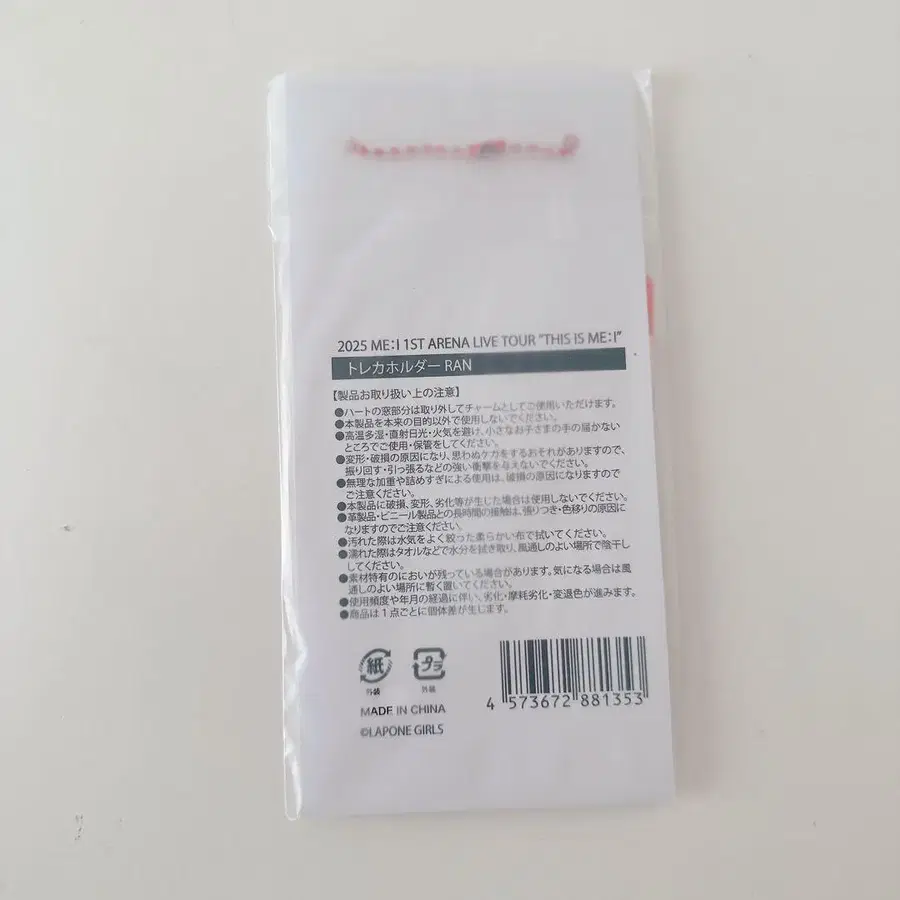 2025 ME:I 1ST ARENA LIVE TOUR "THIS IS ME:I"
トレカホルダー RAN
【製品お取り扱い上の注意】
●ハートの窓部分は取り外してチャームとしてご使用いただけます。
●本製品を本来の目的以外で使用しないでください。
●高温多湿・直射日光・火気を避け、小さなお子さまの手の届かない
ところでご使用・保管をしてください。
●変形・破損の原因になり、思わぬケガをするおそれがありますので、
振り回す・引っ張るなどの強い衝撃を与えないでください。
●無理な加重や詰めすぎによる使用は、破損の原因になりますので
ご注意ください。
●本製品に破損、変形、劣化等が生じた場合は使用しないでください。
●革製品・ビニール製品との長時間の接触は、張りつき・色移りの原因に
なりますのでご注意ください。
●汚れた際は水気をよく絞った柔らかい布で拭いてください。
●濡れた際はタオルなどで水分を拭き取り、風通しのよい場所で陰干し
してください。
●素材特有のにおいが残っている場合があります。気になる場合は風
通しのよい場所に暫く置いてください。
●使用頻度や年月の経過に伴い、劣化・摩耗劣化・変退色が進みます。
●商品は1点ごとに個体差が生じます。
紙 プラ
外装 外装
MADE IN CHINA
©LAPONE GIRLS
4 573672 881353